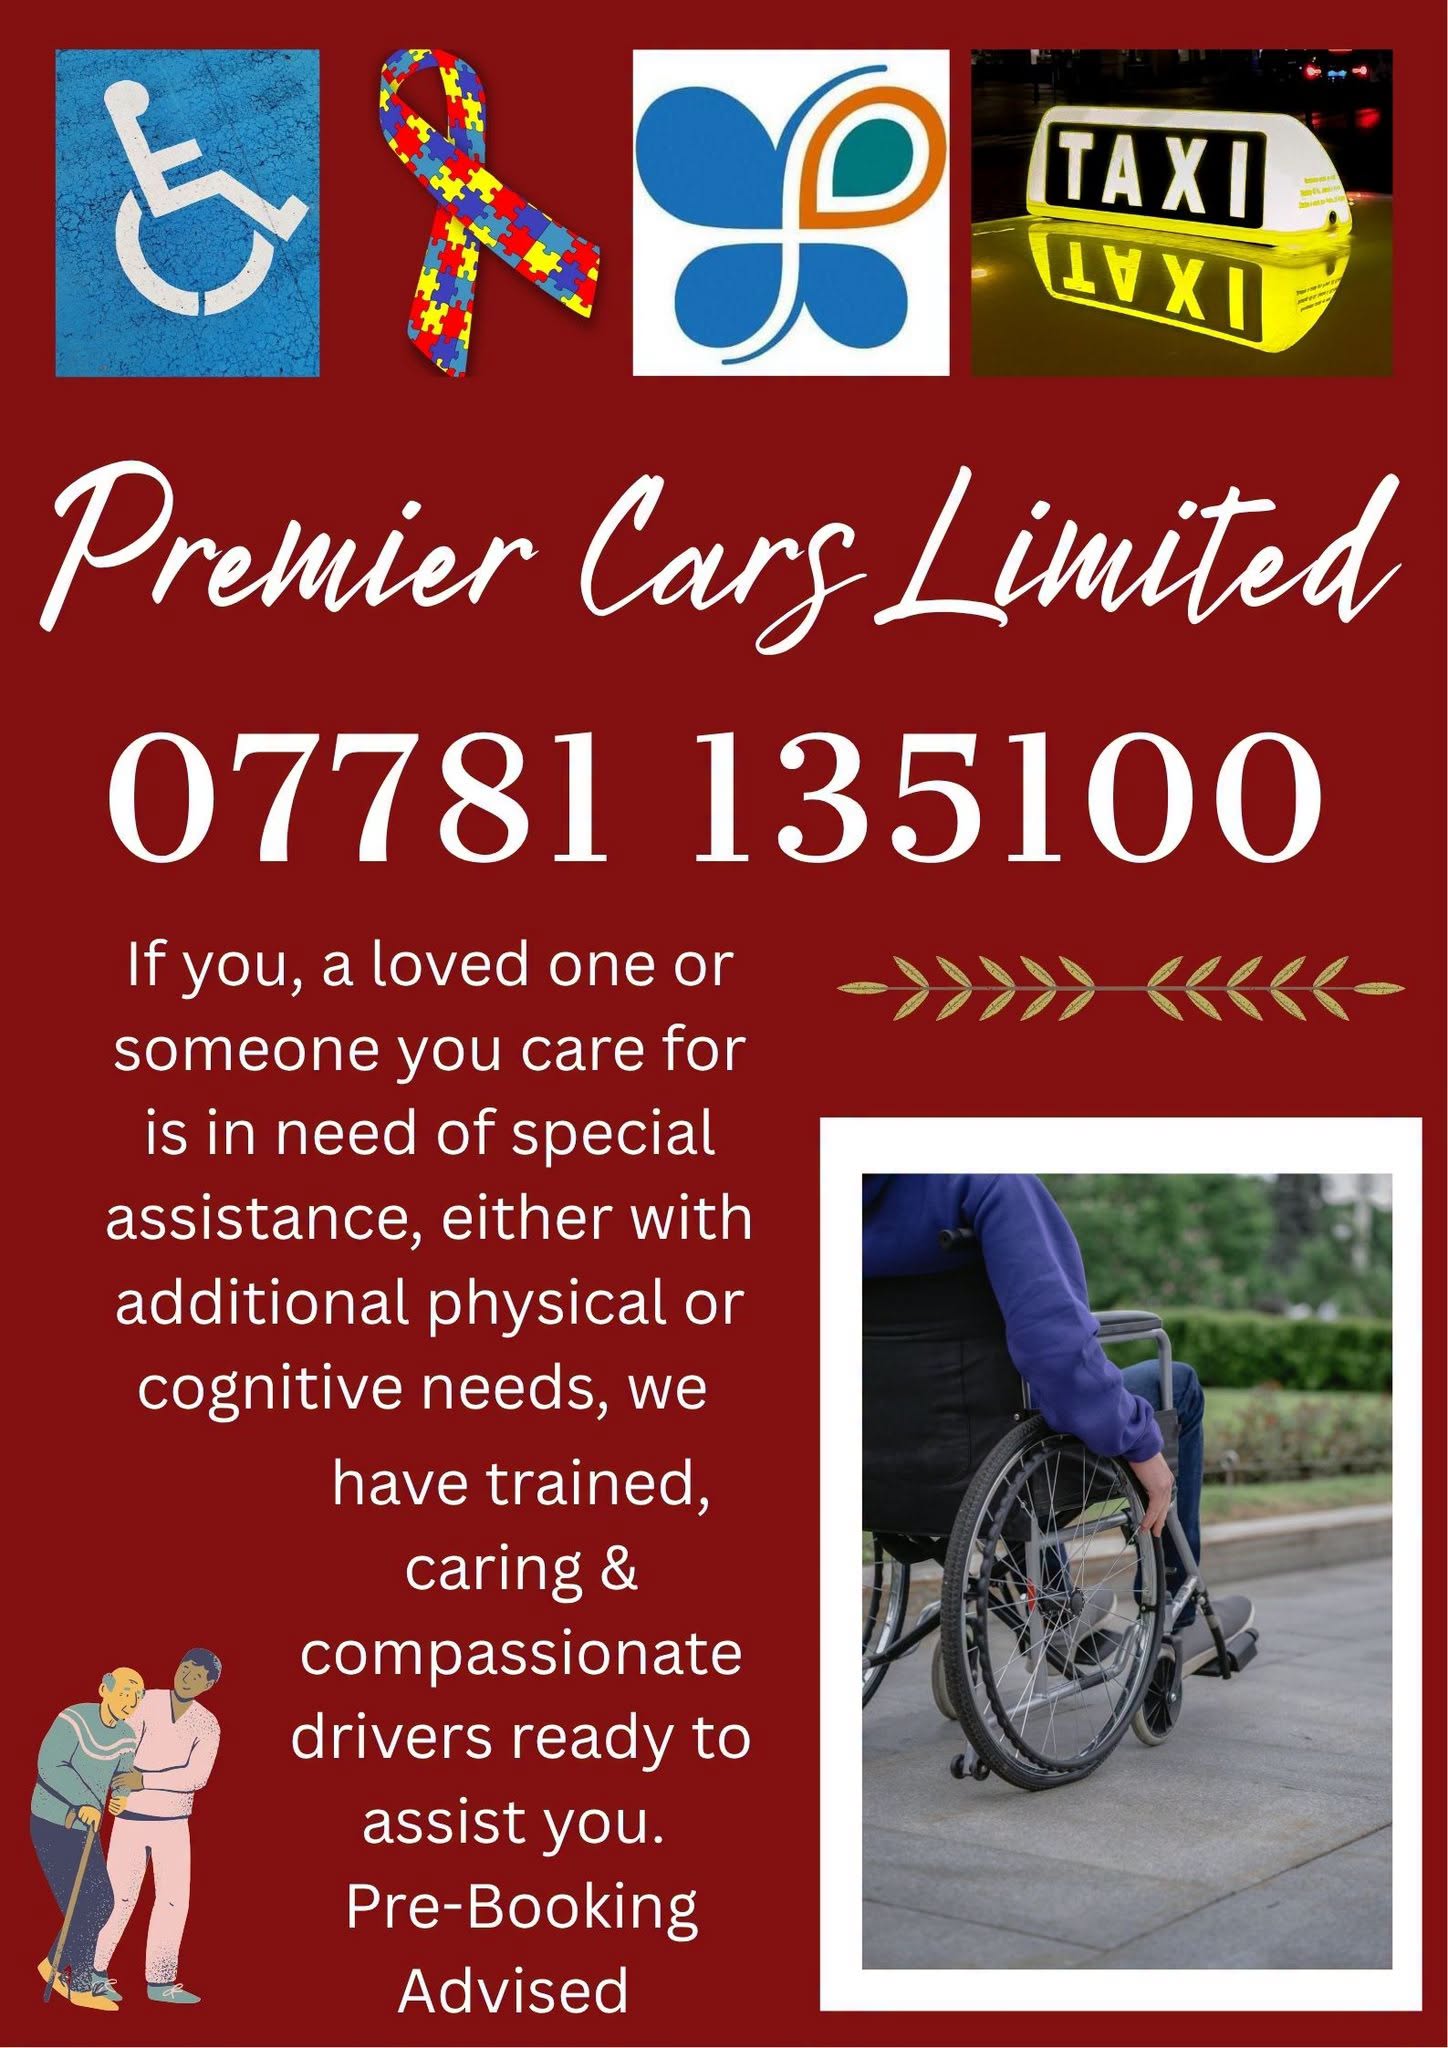 TAXI
Premier Cars Limited
07781 135100
If you, a loved one or
someone you care for
is in need of special
assistance, either with
additional physical or
cognitive needs, we
have trained,
caring &
compassionate
drivers ready to
assist you.
Pre-Booking
Advised